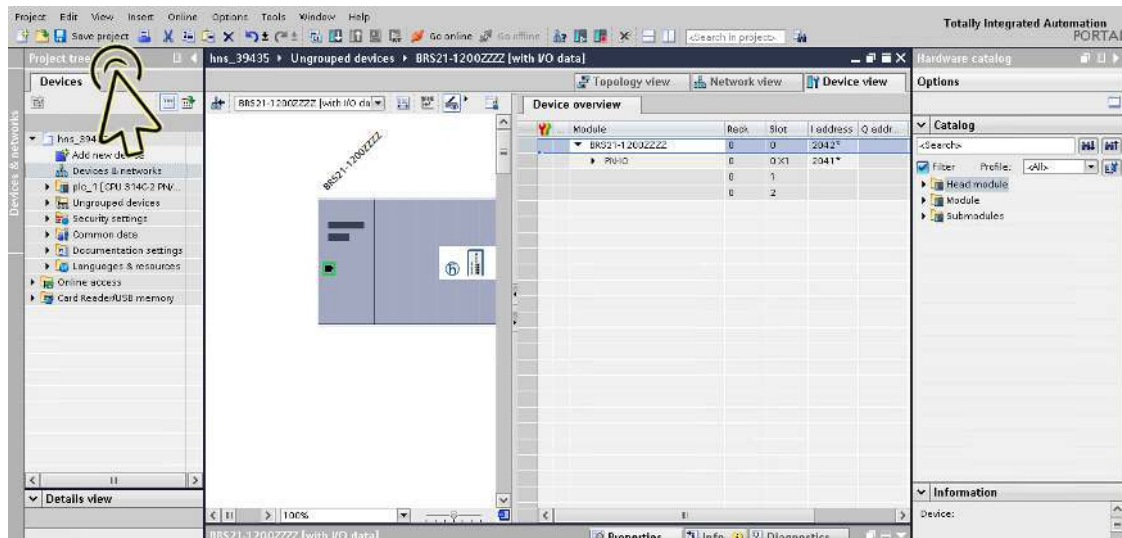 Project Edit View Insert Online Options Tools Window Help
Totally Integrated Automation
PORTAL
Save project
Go online
Go offline
<Search in project>
Project tree
hns_39435 ▸ Ungrouped devices ▸ BRS21-1200ZZZZ [with I/O data]
Hardware catalog
Devices
Topology view
Network view
Device view
Options
BRS21-1200ZZZZ [with I/O da
Device overview
Devices & networks
Module Rack Slot I address Q addr...
Catalog
BRS21-1200ZZZZ 0 0 2042*
<Search>
PN-IO 0 0 X1 2041*
0 1
0 2
Filter Profile: <All>
Head module
Module
Submodules
Add new
Devices & networks
plc_1 [CPU 314C-2 PN/...
Ungrouped devices
Security settings
Common data
Documentation settings
Languages & resources
Online access
Card Reader/USB memory
BRS21-1200ZZZZ
Details view
100%
Information
Device:
BRS21-1200ZZZZ [with I/O data]
Properties
Info
Diagnostics